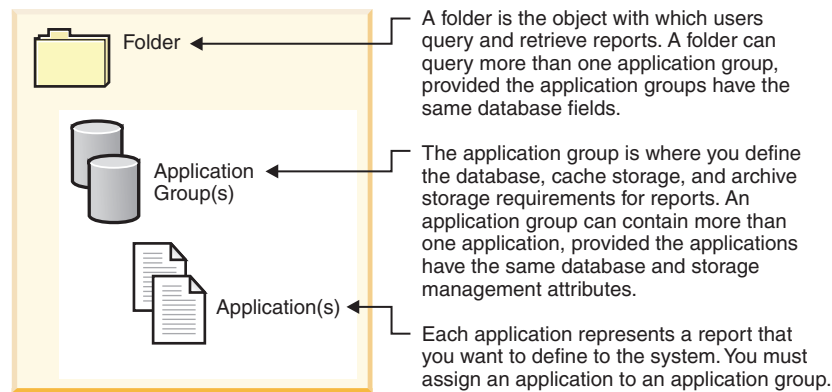 Folder
A folder is the object with which users
query and retrieve reports. A folder can
query more than one application group,
provided the application groups have the
same database fields.
Application
Group(s)
The application group is where you define
the database, cache storage, and archive
storage requirements for reports. An
application group can contain more than
one application, provided the applications
have the same database and storage
management attributes.
Application(s)
Each application represents a report that
you want to define to the system. You must
assign an application to an application group.